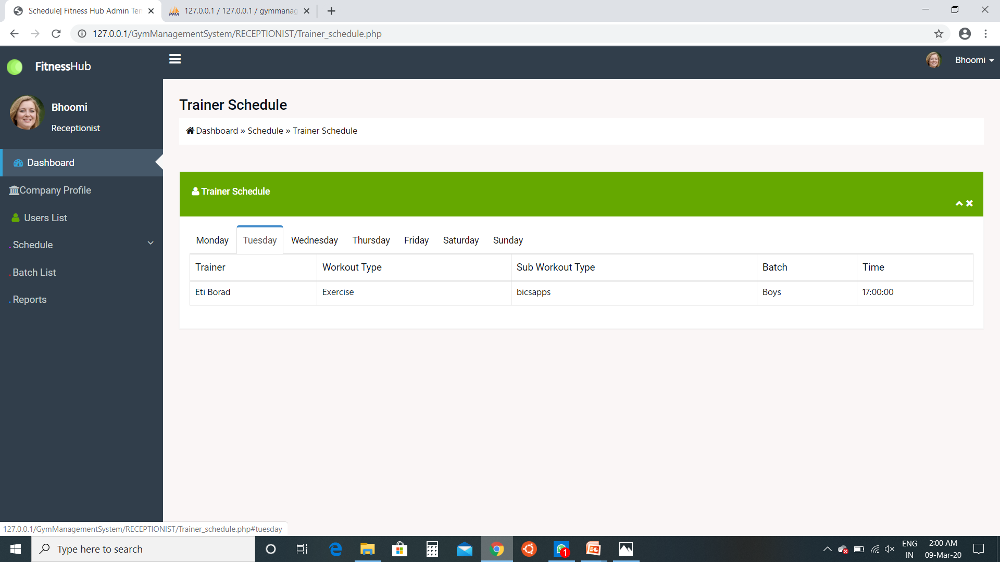 Schedule| Fitness Hub Admin Ten
127.0.0.1 / 127.0.0.1 / gymmanag
127.0.0.1/GymManagementSystem/RECEPTIONIST/Trainer_schedule.php
FitnessHub
Bhoomi
Bhoomi
Receptionist
Dashboard
Company Profile
Users List
Schedule
Batch List
Reports
Trainer Schedule
Dashboard » Schedule » Trainer Schedule
Trainer Schedule
Monday Tuesday Wednesday Thursday Friday Saturday Sunday
Trainer Workout Type Sub Workout Type Batch Time
Eti Borad Exercise bicsapps Boys 17:00:00
127.0.0.1/GymManagementSystem/RECEPTIONIST/Trainer_schedule.php#tuesday
Type here to search
1
ENG
IN
2:00 AM
09-Mar-20